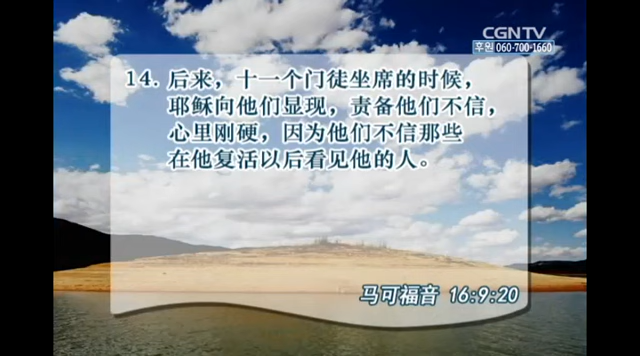 CGNTV
후원 060-700-1660
14. 后来，十一个门徒坐席的时候，
耶稣向他们显现，责备他们不信，
心里刚硬，因为他们不信那些
在他复活以后看见他的人。
马可福音 16:9:20